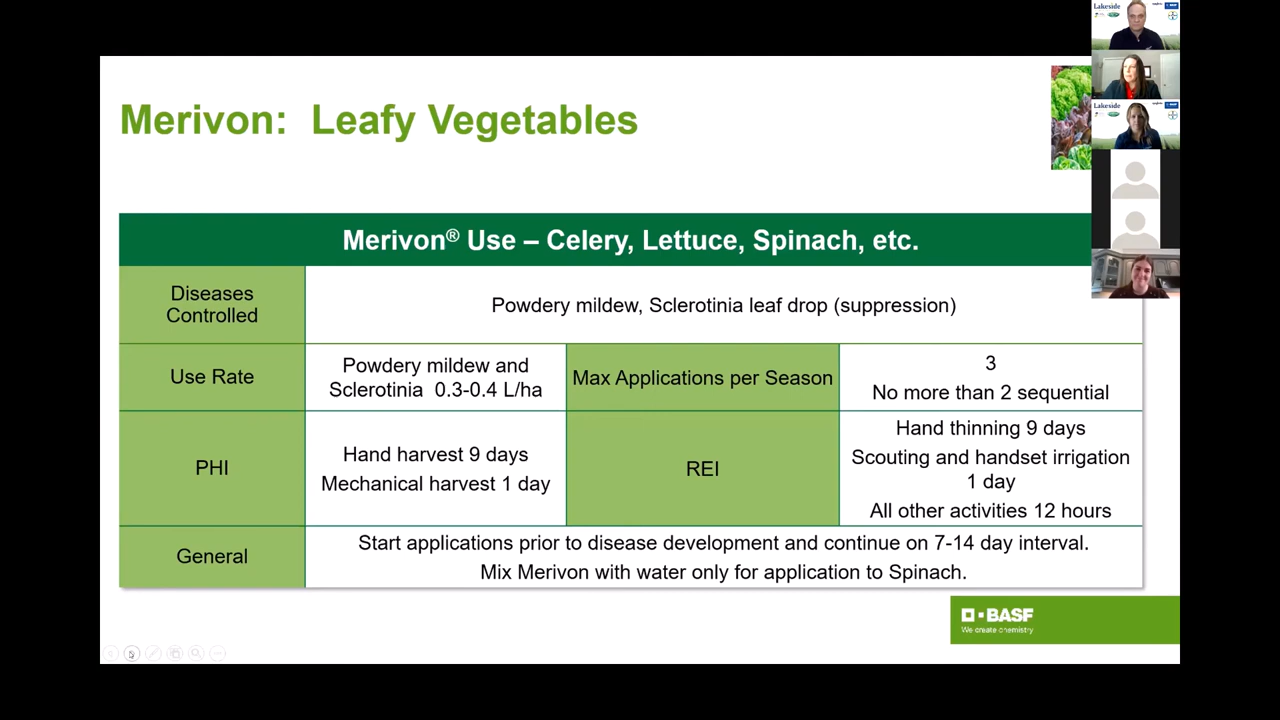 Lakeside
BASF
Lakeside
BASF
Merivon: Leafy Vegetables
Merivon® Use – Celery, Lettuce, Spinach, etc.
Diseases
Controlled
Powdery mildew, Sclerotinia leaf drop (suppression)
Use Rate
Powdery mildew and
Sclerotinia 0.3-0.4 L/ha
Max Applications per Season
3
No more than 2 sequential
PHI
Hand harvest 9 days
Mechanical harvest 1 day
REI
Hand thinning 9 days
Scouting and handset irrigation
1 day
All other activities 12 hours
General
Start applications prior to disease development and continue on 7-14 day interval.
Mix Merivon with water only for application to Spinach.
BASF
We create chemistry